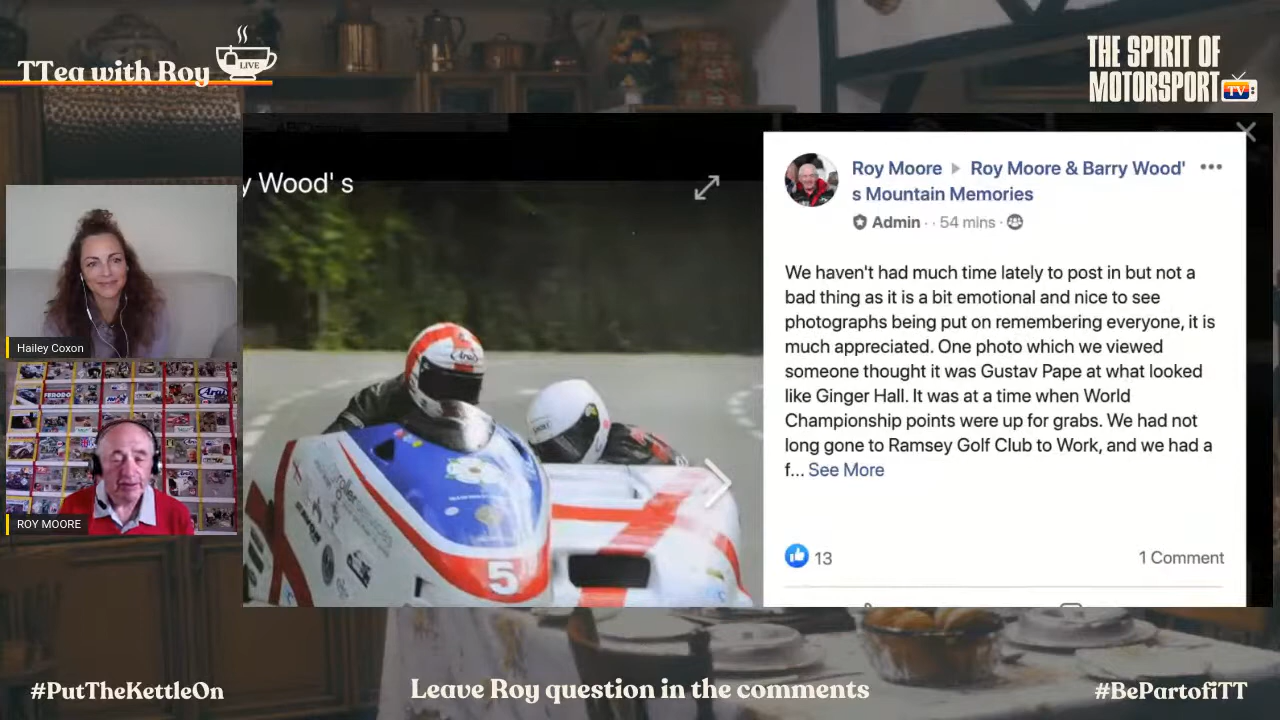 TTea with Roy
LIVE
THE SPIRIT OF
MOTORSPORT
TV
y Wood' s
Roy Moore Roy Moore & Barry Wood'
s Mountain Memories
Admin · · 54 mins ·
We haven't had much time lately to post in but not a
bad thing as it is a bit emotional and nice to see
photographs being put on remembering everyone, it is
much appreciated. One photo which we viewed
someone thought it was Gustav Pape at what looked
like Ginger Hall. It was at a time when World
Championship points were up for grabs. We had not
long gone to Ramsey Golf Club to Work, and we had a
f... See More
13
1 Comment
Hailey Coxon
FERODO
Arai
ROY MOORE
Arai
5
#PutTheKettleOn
Leave Roy question in the comments
#BePartofiTT